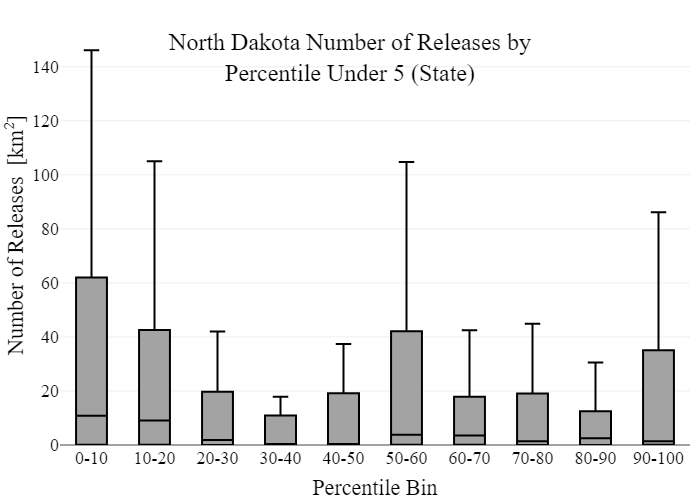 North Dakota Number of Releases by
Percentile Under 5 (State)
Number of Releases [km²]
140
120
100
80
60
40
20
0
0-10 10-20 20-30 30-40 40-50 50-60 60-70 70-80 80-90 90-100
Percentile Bin